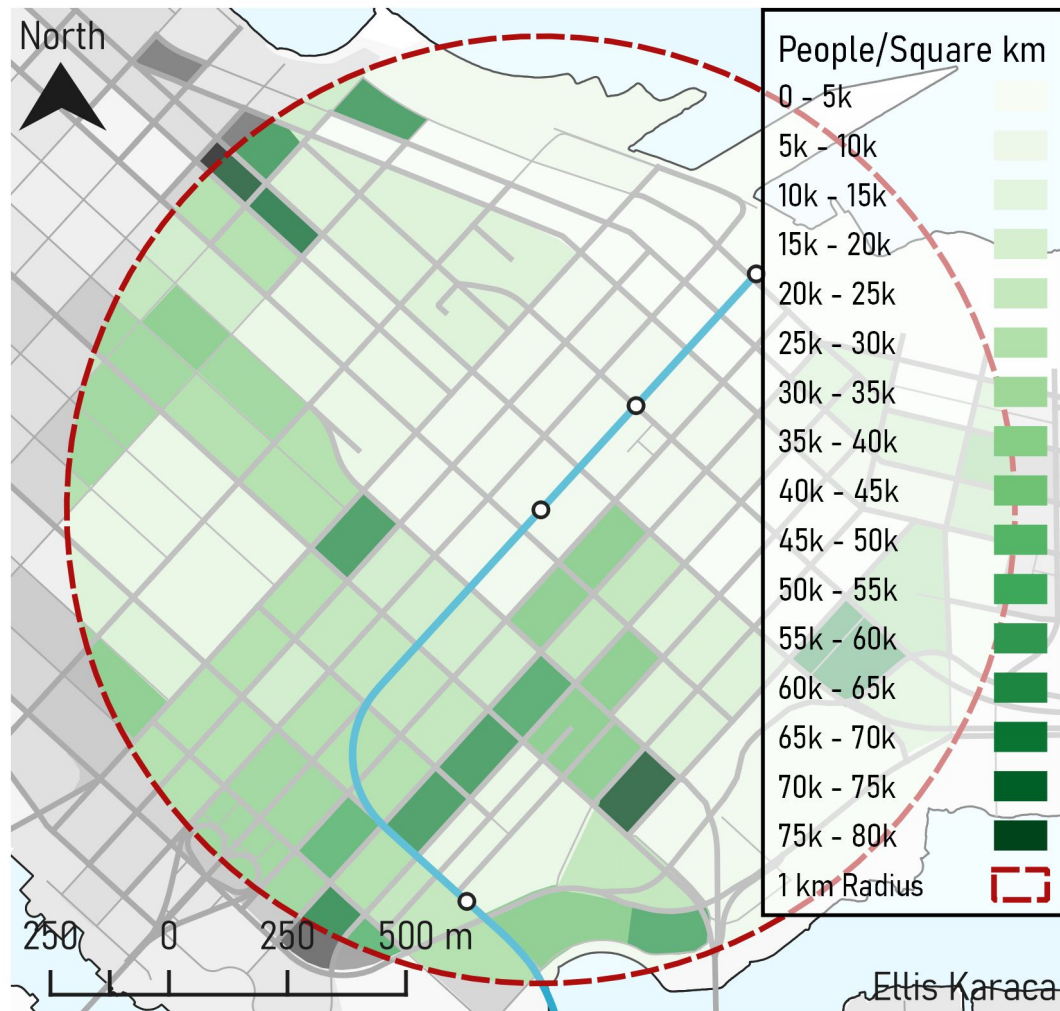 North
People/Square km
0 - 5k
5k - 10k
10k - 15k
15k - 20k
20k - 25k
25k - 30k
30k - 35k
35k - 40k
40k - 45k
45k - 50k
50k - 55k
55k - 60k
60k - 65k
65k - 70k
70k - 75k
75k - 80k
1 km Radius
250 0 250 500 m
Ellis Karaca